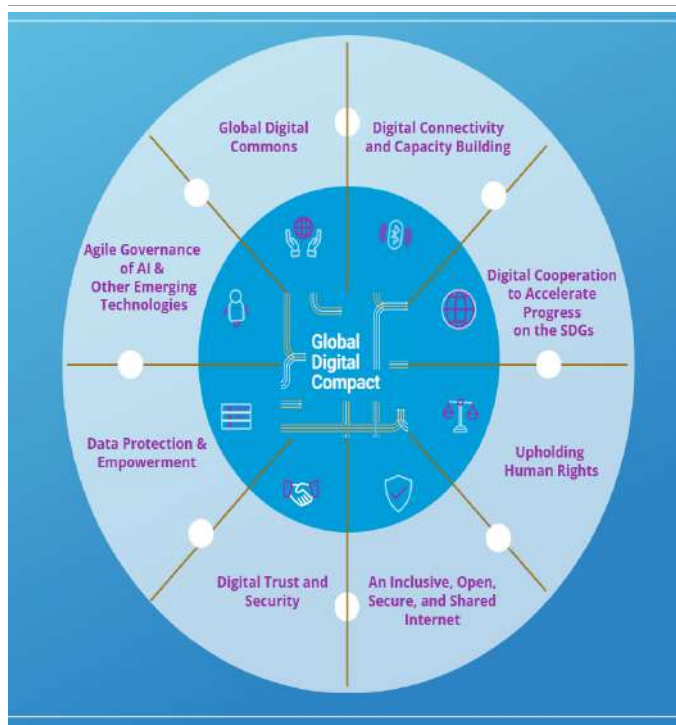 Global Digital
Commons
Digital Connectivity
and Capacity Building
Agile Governance
of AI &
Other Emerging
Technologies
Digital Cooperation
to Accelerate
Progress
on the SDGs
Global
Digital
Compact
Data Protection &
Empowerment
Upholding
Human Rights
Digital Trust and
Security
An Inclusive, Open,
Secure, and Shared
Internet